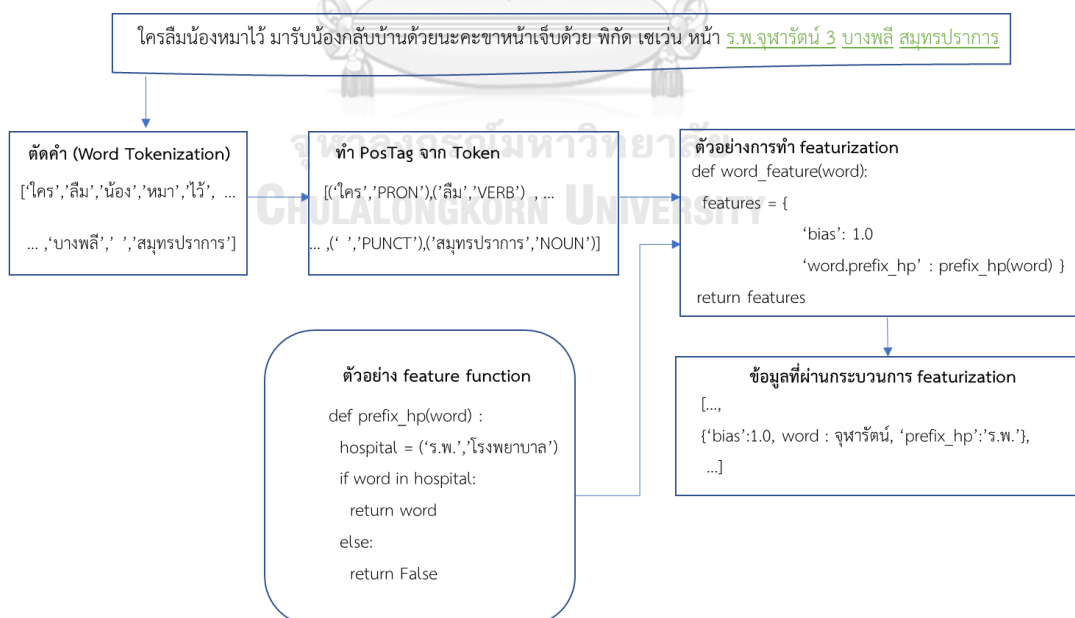 ใครลืมน้องหมาไว้ มารับน้องกลับบ้านด้วยนะคะขาหน้าเจ็บด้วย พิกัด เซเว่น หน้า ร.พ.จุฬารัตน์ 3 บางพลี สมุทรปราการ
จุฬาลงกรณ์มหาวิทยาลัย
CHULALONGKORN UNIVERSITY
ตัดคำ (Word Tokenization)
['ใคร','ลืม','น้อง','หมา','ไว้', ...
... ,'บางพลี',' ','สมุทรปราการ']
ทำ PosTag จาก Token
[('ใคร','PRON'),('ลืม','VERB') , ...
... ,(' ','PUNCT'),('สมุทรปราการ','NOUN')]
ตัวอย่างการทำ featurization
def word_feature(word):
features = {
'bias': 1.0
'word.prefix_hp' : prefix_hp(word) }
return features
ตัวอย่าง feature function
def prefix_hp(word) :
hospital = ('ร.พ.','โรงพยาบาล')
if word in hospital:
return word
else:
return False
ข้อมูลที่ผ่านกระบวนการ featurization
[...,
{'bias':1.0, word : จุฬารัตน์, 'prefix_hp':'ร.พ.'},
...]